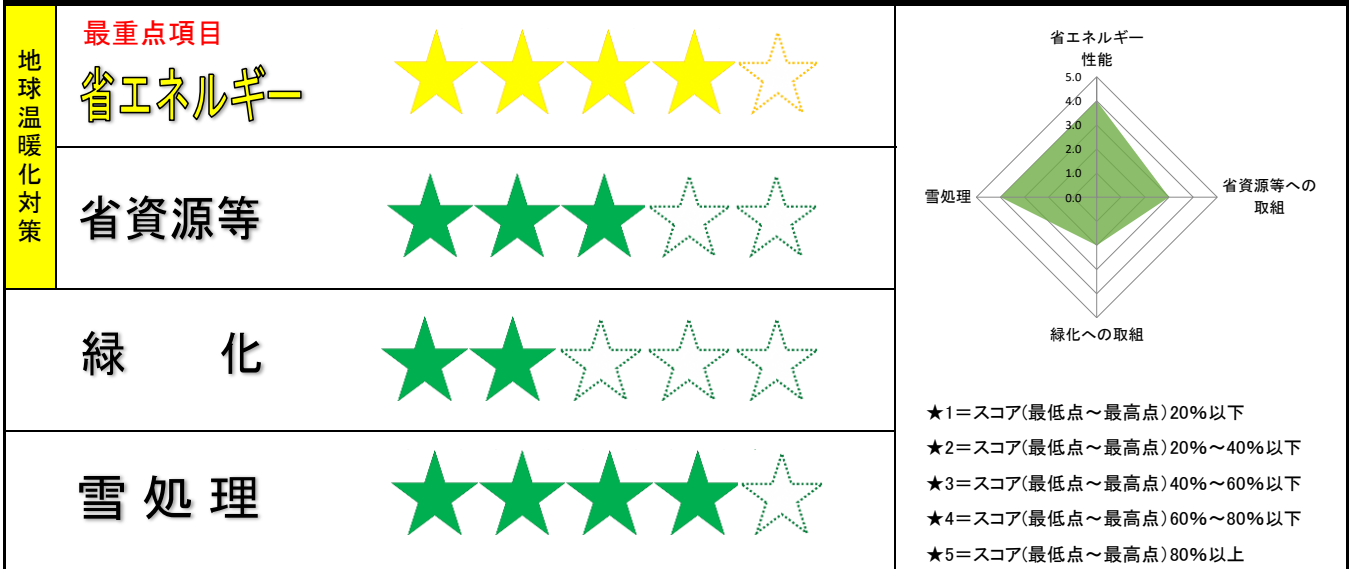 地球温暖化対策
最重点項目
省エネルギー
省資源等
緑 化
雪処理
省エネルギー
性能
5.0
4.0
3.0
2.0
1.0
0.0
雪処理
省資源等への
取組
緑化への取組
★1＝スコア(最低点～最高点)20％以下
★2＝スコア(最低点～最高点)20％～40％以下
★3＝スコア(最低点～最高点)40％～60％以下
★4＝スコア(最低点～最高点)60％～80％以下
★5＝スコア(最低点～最高点)80％以上